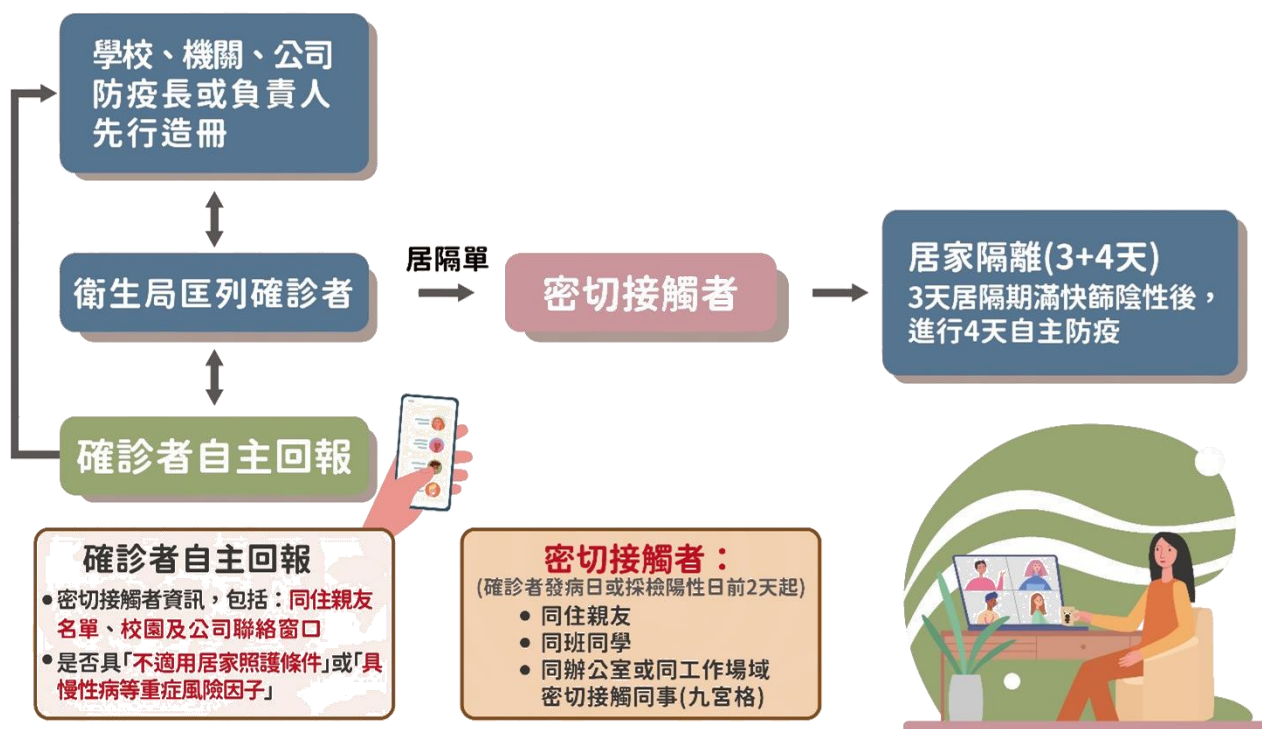 學校、機關、公司
防疫長或負責人
先行造冊
衛生局匡列確診者
居隔單
密切接觸者
居家隔離(3+4天)
3天居隔期滿快篩陰性後，
進行4天自主防疫
確診者自主回報
確診者自主回報
●密切接觸者資訊，包括：同住親友
名單、校園及公司聯絡窗口
●是否具「不適用居家照護條件」或「具
慢性病等重症風險因子」
密切接觸者：
(確診者發病日或採檢陽性日前2天起)
● 同住親友
● 同班同學
● 同辦公室或同工作場域
密切接觸同事(九宮格)